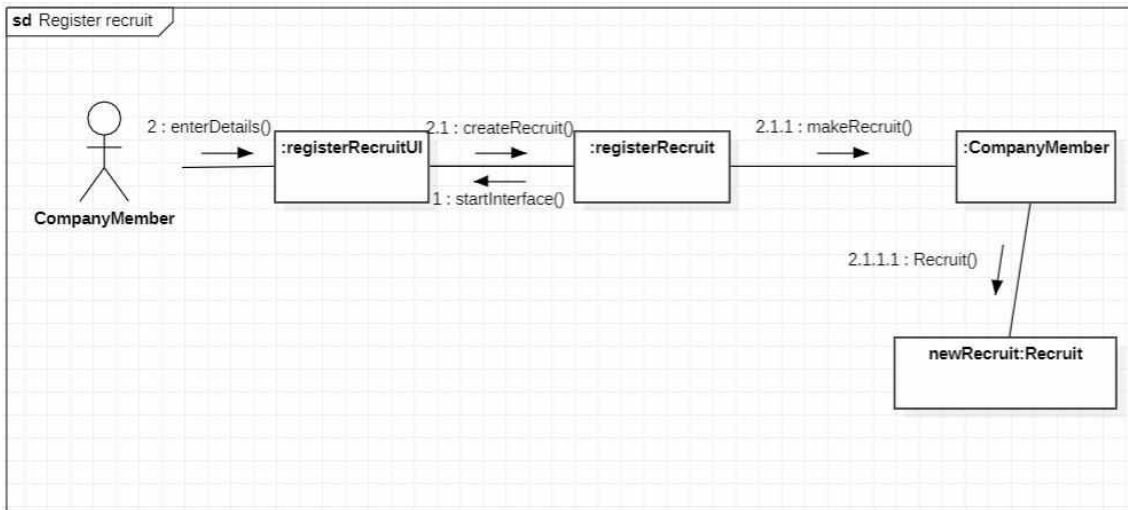 sd Register recruit
2 : enterDetails()
2.1 : createRecruit()
2.1.1 : makeRecruit()
:registerRecruitUI
:registerRecruit
:CompanyMember
1 : startInterface()
CompanyMember
2.1.1.1 : Recruit()
newRecruit:Recruit